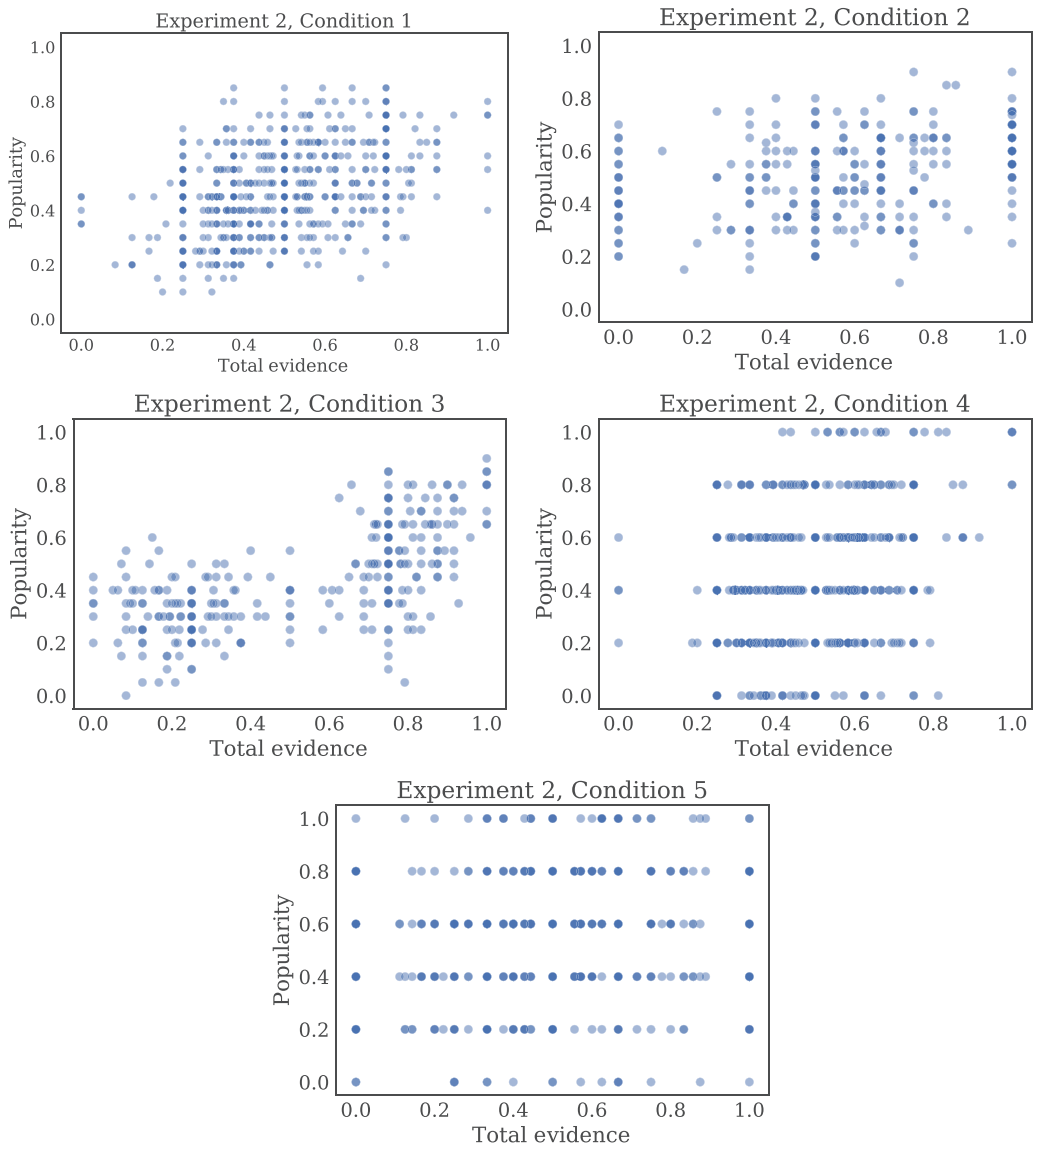 Experiment 2, Condition 1
Popularity
1.0
0.8
0.6
0.4
0.2
0.0
0.0 0.2 0.4 0.6 0.8 1.0
Total evidence
Experiment 2, Condition 2
Popularity
1.0
0.8
0.6
0.4
0.2
0.0
0.0 0.2 0.4 0.6 0.8 1.0
Total evidence
Experiment 2, Condition 3
Popularity
1.0
0.8
0.6
0.4
0.2
0.0
0.0 0.2 0.4 0.6 0.8 1.0
Total evidence
Experiment 2, Condition 4
Popularity
1.0
0.8
0.6
0.4
0.2
0.0
0.0 0.2 0.4 0.6 0.8 1.0
Total evidence
Experiment 2, Condition 5
Popularity
1.0
0.8
0.6
0.4
0.2
0.0
0.0 0.2 0.4 0.6 0.8 1.0
Total evidence